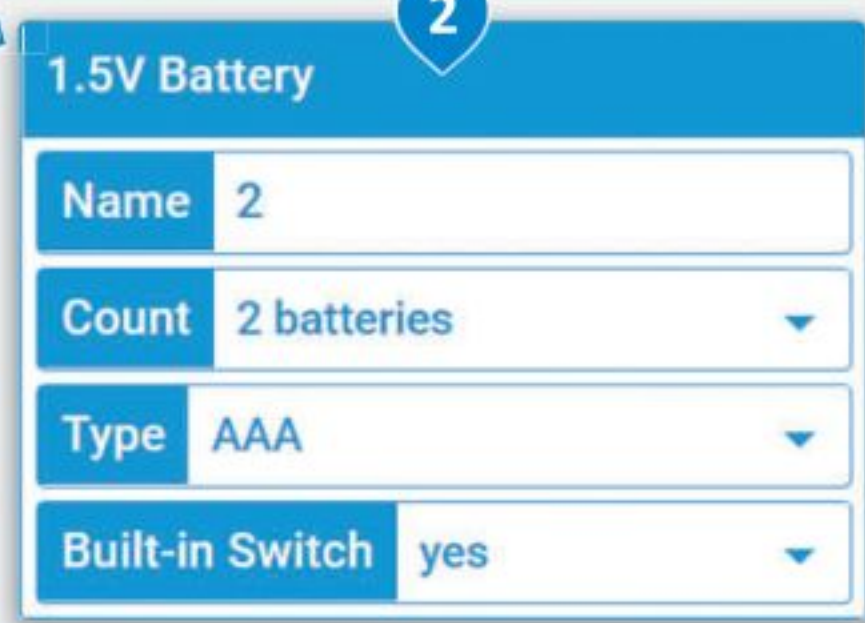 2
1.5V Battery
Name 2
Count 2 batteries
Type AAA
Built-in Switch yes